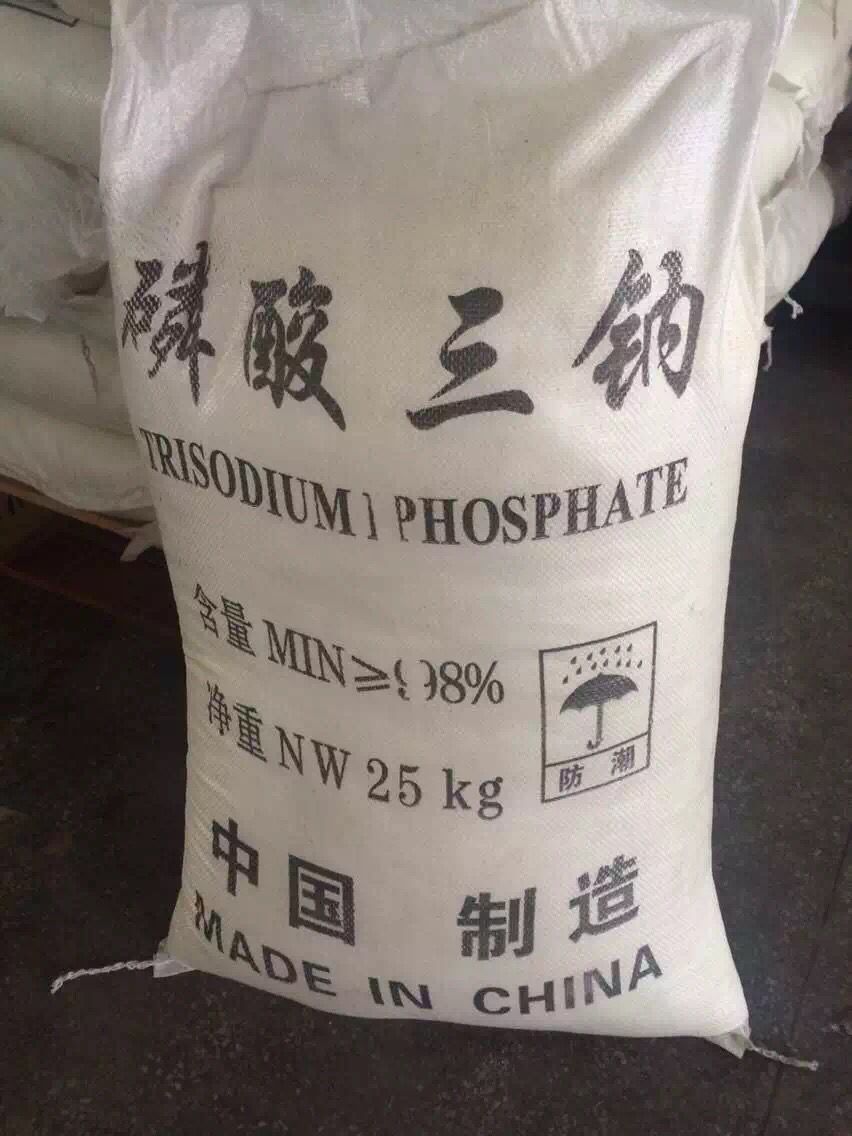 磷酸三钠
TRISODIUM PHOSPHATE
含量 MIN≥98%
净重 NW 25 kg
防潮
中国 制造
MADE IN CHINA